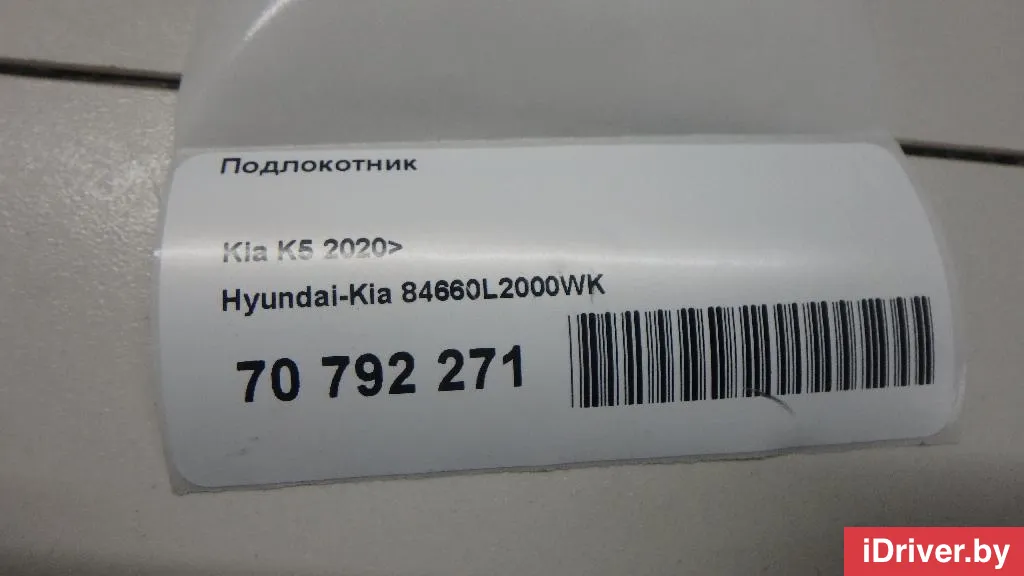 Подлокотник
Kia K5 2020>
Hyundai-Kia 84660L2000WK
70 792 271
iDriver.by